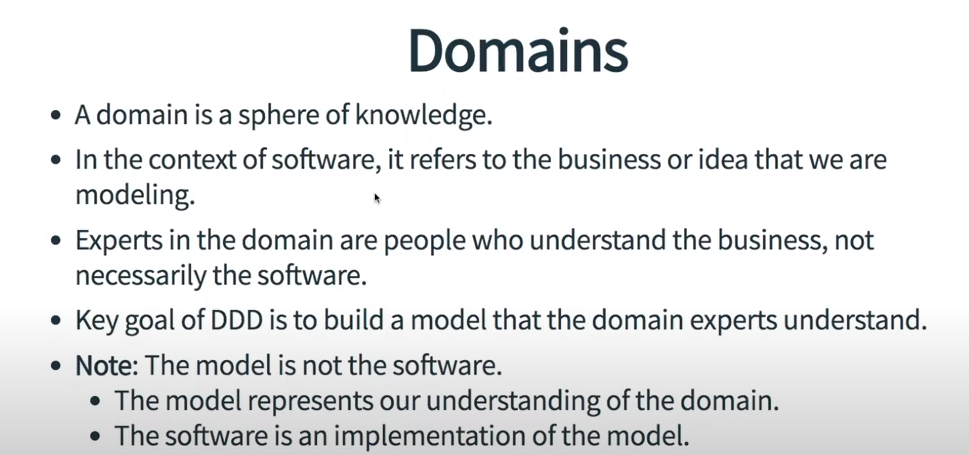 Domains
• A domain is a sphere of knowledge.
• In the context of software, it refers to the business or idea that we are
modeling.
• Experts in the domain are people who understand the business, not
necessarily the software.
• Key goal of DDD is to build a model that the domain experts understand.
• Note: The model is not the software.
• The model represents our understanding of the domain.
• The software is an implementation of the model.